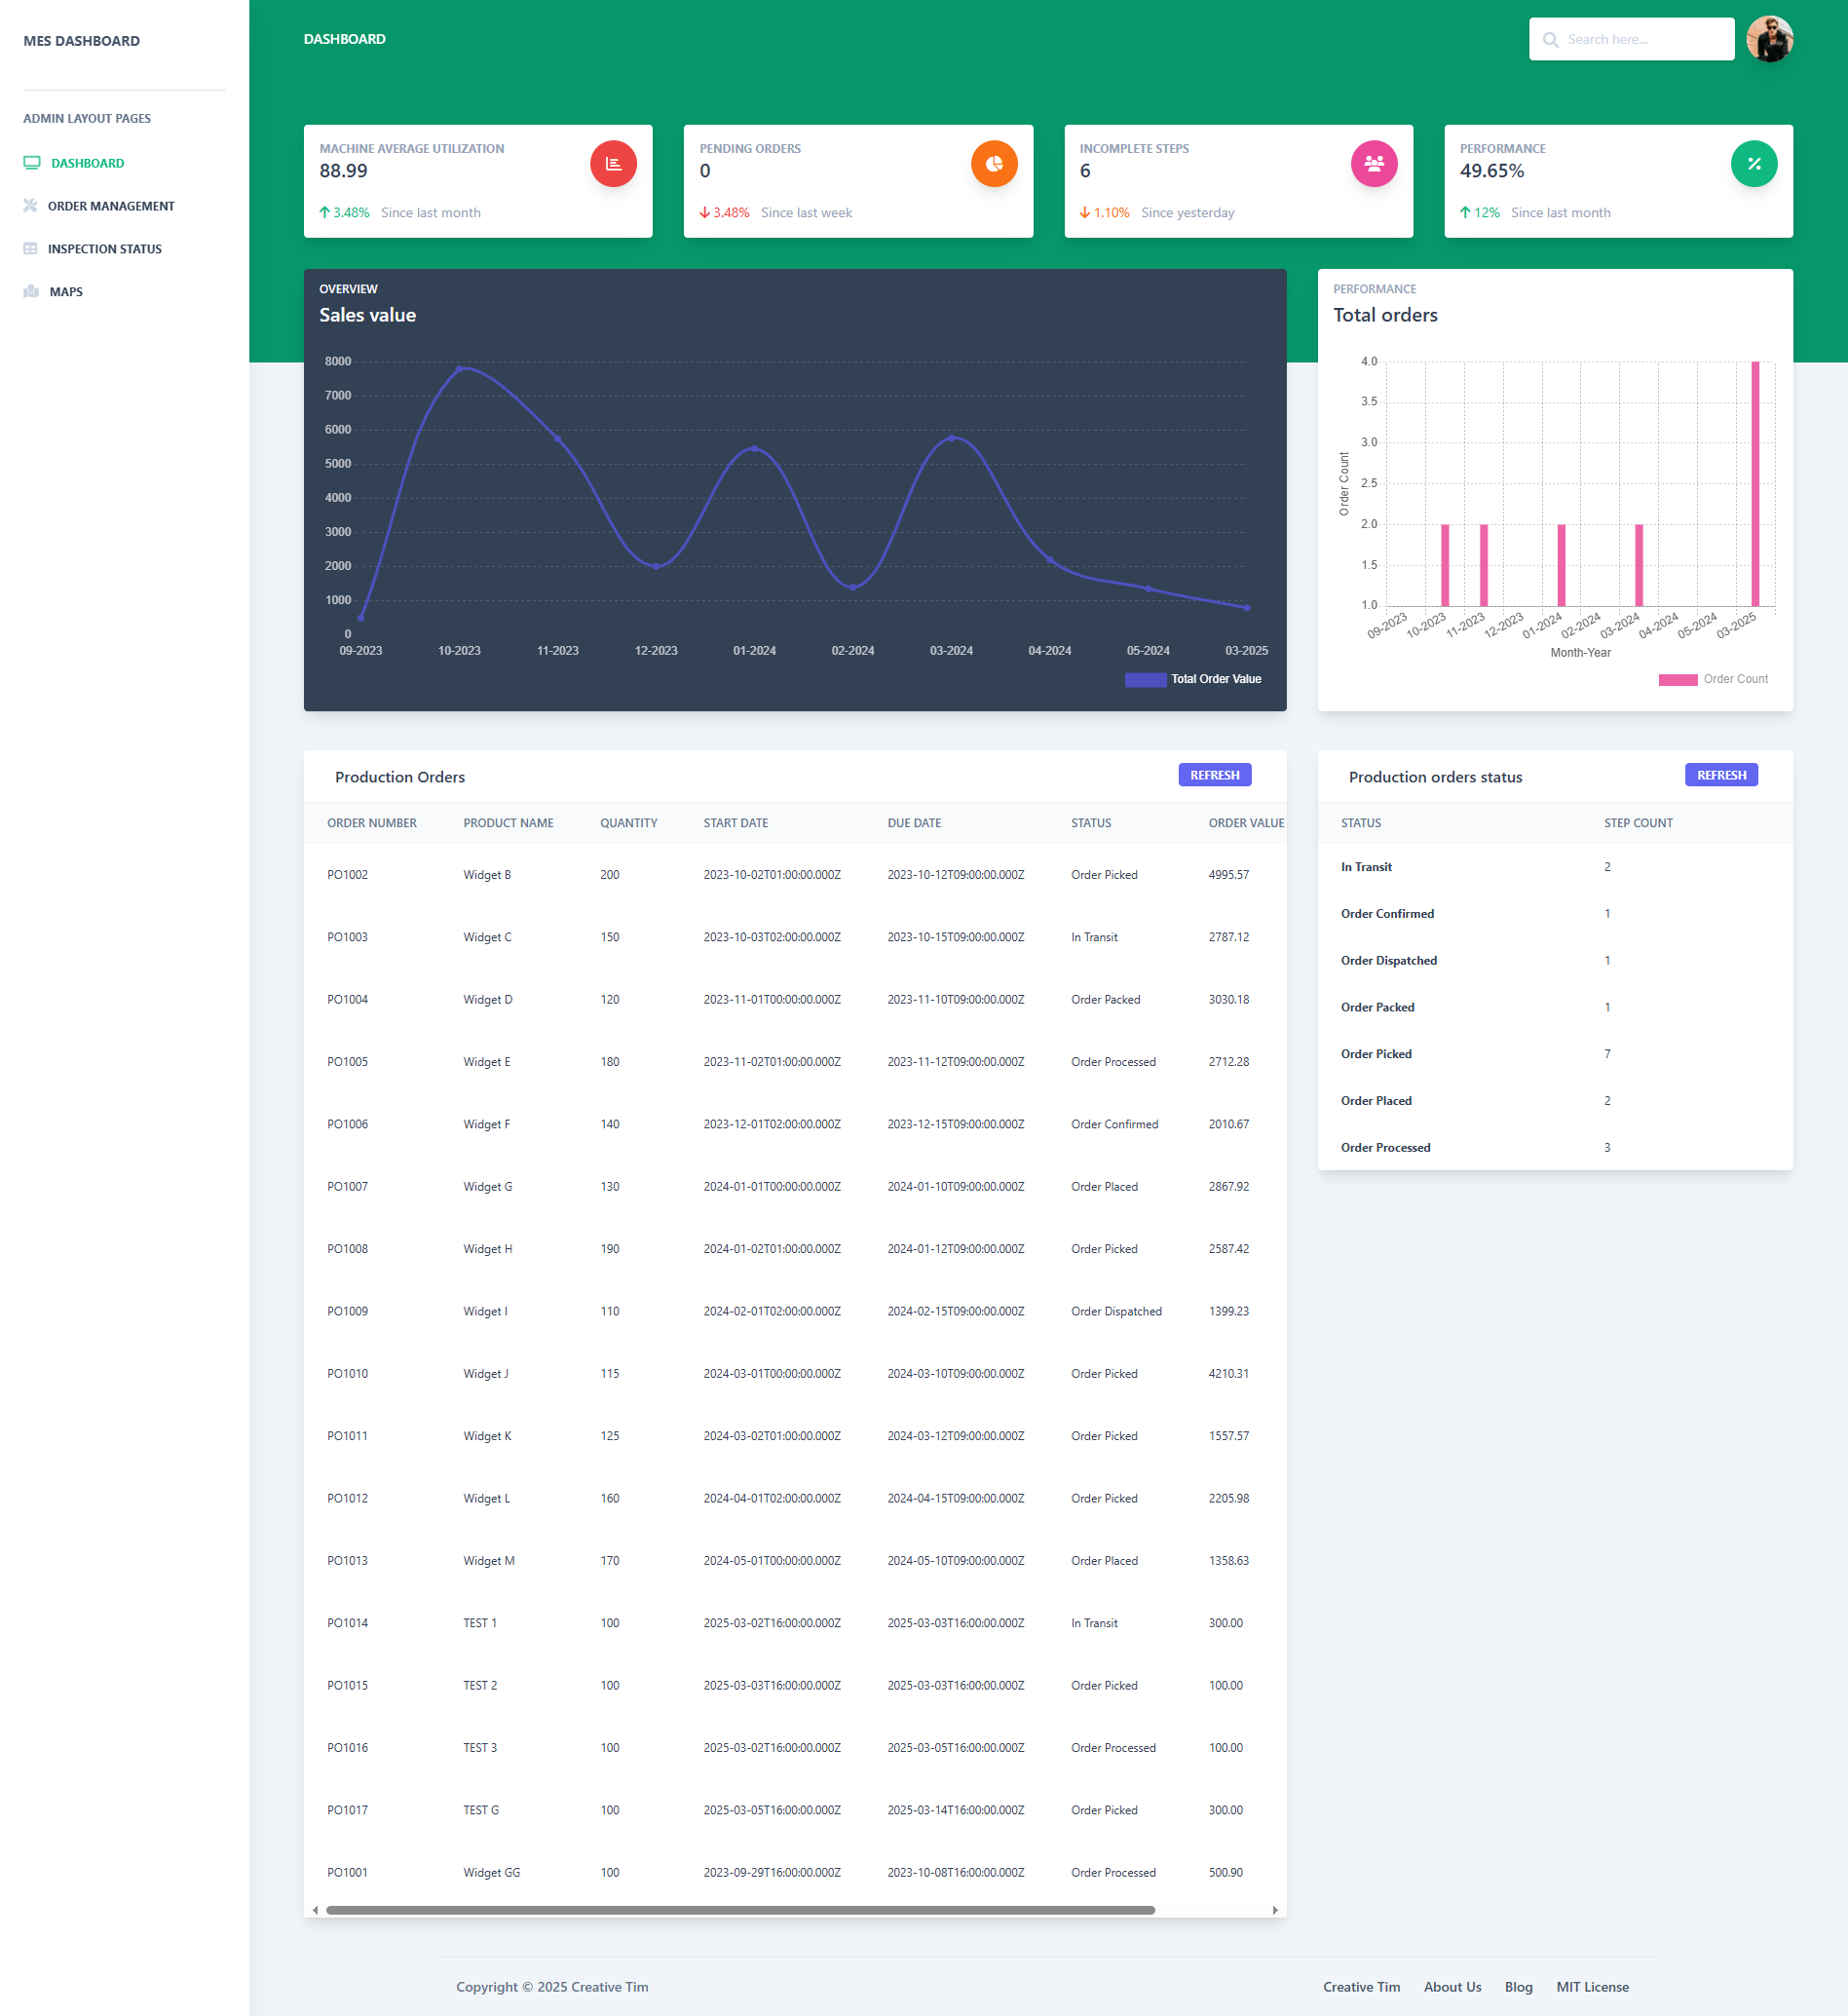 MES DASHBOARD
ADMIN LAYOUT PAGES
DASHBOARD
ORDER MANAGEMENT
INSPECTION STATUS
MAPS
DASHBOARD
Search here...
MACHINE AVERAGE UTILIZATION
88.99
3.48% Since last month
PENDING ORDERS
0
3.48% Since last week
INCOMPLETE STEPS
6
1.10% Since yesterday
PERFORMANCE
49.65%
12% Since last month
OVERVIEW
Sales value
8000
7000
6000
5000
4000
3000
2000
1000
0
09-2023 10-2023 11-2023 12-2023 01-2024 02-2024 03-2024 04-2024 05-2024 03-2025
Total Order Value
PERFORMANCE
Total orders
4.0
3.5
3.0
2.5
2.0
1.5
1.0
Order Count
09-2023 10-2023 11-2023 12-2023 01-2024 02-2024 03-2024 04-2024 05-2024 03-2025
Month-Year
Order Count
Production Orders REFRESH
ORDER NUMBER PRODUCT NAME QUANTITY START DATE DUE DATE STATUS ORDER VALUE
PO1002 Widget B 200 2023-10-02T01:00:00.000Z 2023-10-12T09:00:00.000Z Order Picked 4995.57
PO1003 Widget C 150 2023-10-03T02:00:00.000Z 2023-10-15T09:00:00.000Z In Transit 2787.12
PO1004 Widget D 120 2023-11-01T00:00:00.000Z 2023-11-10T09:00:00.000Z Order Packed 3030.18
PO1005 Widget E 180 2023-11-02T01:00:00.000Z 2023-11-12T09:00:00.000Z Order Processed 2712.28
PO1006 Widget F 140 2023-12-01T02:00:00.000Z 2023-12-15T09:00:00.000Z Order Confirmed 2010.67
PO1007 Widget G 130 2024-01-01T00:00:00.000Z 2024-01-10T09:00:00.000Z Order Placed 2867.92
PO1008 Widget H 190 2024-01-02T01:00:00.000Z 2024-01-12T09:00:00.000Z Order Picked 2587.42
PO1009 Widget I 110 2024-02-01T02:00:00.000Z 2024-02-15T09:00:00.000Z Order Dispatched 1399.23
PO1010 Widget J 115 2024-03-01T00:00:00.000Z 2024-03-10T09:00:00.000Z Order Picked 4210.31
PO1011 Widget K 125 2024-03-02T01:00:00.000Z 2024-03-12T09:00:00.000Z Order Picked 1557.57
PO1012 Widget L 160 2024-04-01T02:00:00.000Z 2024-04-15T09:00:00.000Z Order Picked 2205.98
PO1013 Widget M 170 2024-05-01T00:00:00.000Z 2024-05-10T09:00:00.000Z Order Placed 1358.63
PO1014 TEST 1 100 2025-03-02T16:00:00.000Z 2025-03-03T16:00:00.000Z In Transit 300.00
PO1015 TEST 2 100 2025-03-03T16:00:00.000Z 2025-03-03T16:00:00.000Z Order Picked 100.00
PO1016 TEST 3 100 2025-03-02T16:00:00.000Z 2025-03-05T16:00:00.000Z Order Processed 100.00
PO1017 TEST G 100 2025-03-05T16:00:00.000Z 2025-03-14T16:00:00.000Z Order Picked 300.00
PO1001 Widget GG 100 2023-09-29T16:00:00.000Z 2023-10-08T16:00:00.000Z Order Processed 500.90
Production orders status REFRESH
STATUS STEP COUNT
In Transit 2
Order Confirmed 1
Order Dispatched 1
Order Packed 1
Order Picked 7
Order Placed 2
Order Processed 3
Copyright © 2025 Creative Tim
Creative Tim About Us Blog MIT License